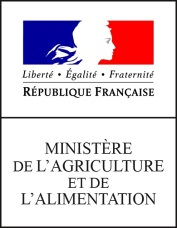 Liberté • Égalité • Fraternité
RÉPUBLIQUE FRANÇAISE
MINISTÈRE
DE L'AGRICULTURE
ET DE
L'ALIMENTATION